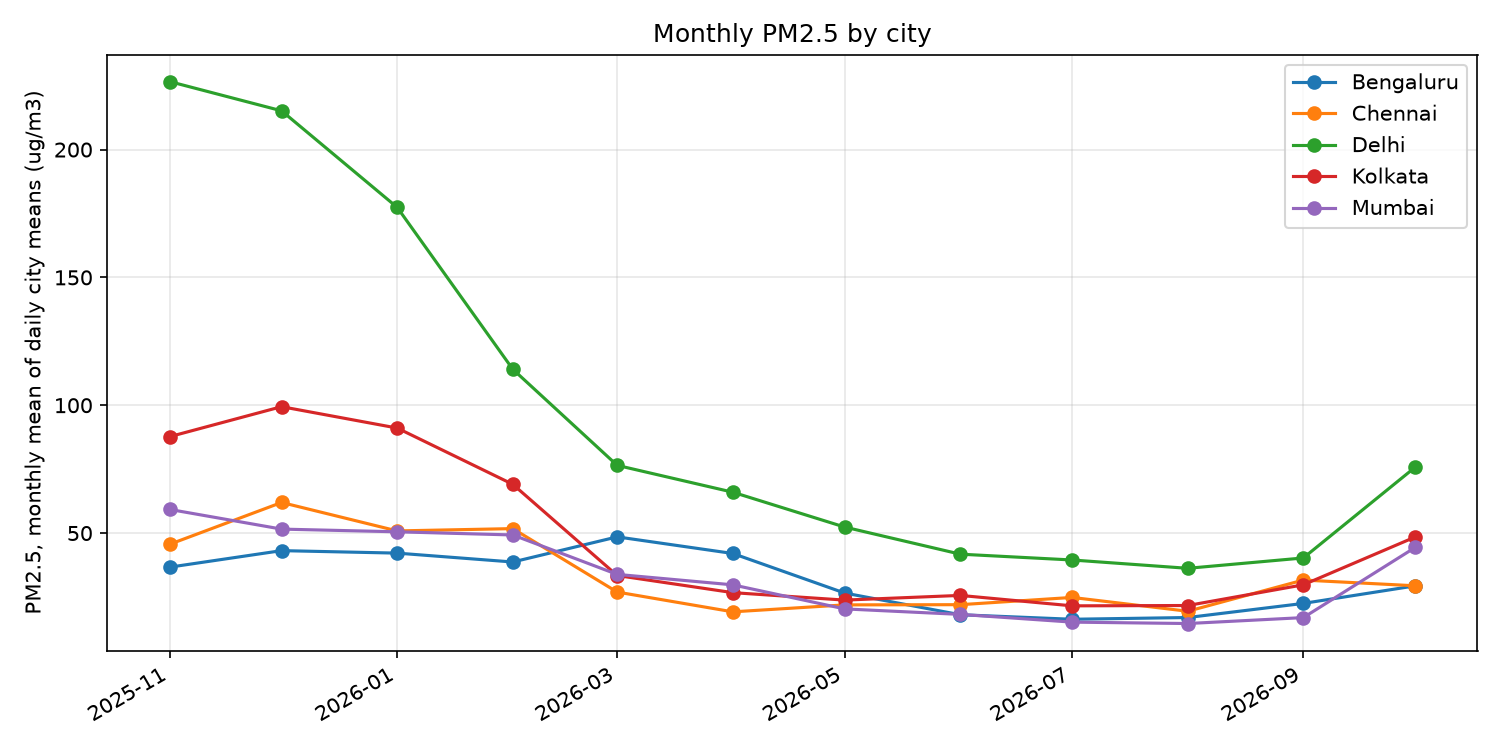 Monthly PM2.5 by city
PM2.5, monthly mean of daily city means (ug/m3)
200
150
100
50
2025-11
2026-01
2026-03
2026-05
2026-07
2026-09
Bengaluru
Chennai
Delhi
Kolkata
Mumbai